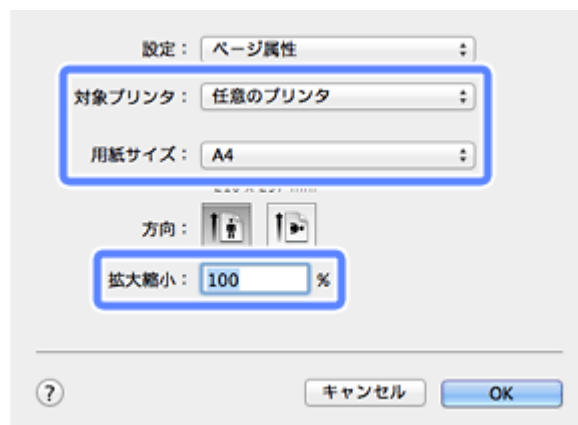 設定： ページ属性
対象プリンタ： 任意のプリンタ
用紙サイズ： A4
方向：
拡大縮小： 100 %
? キャンセル OK